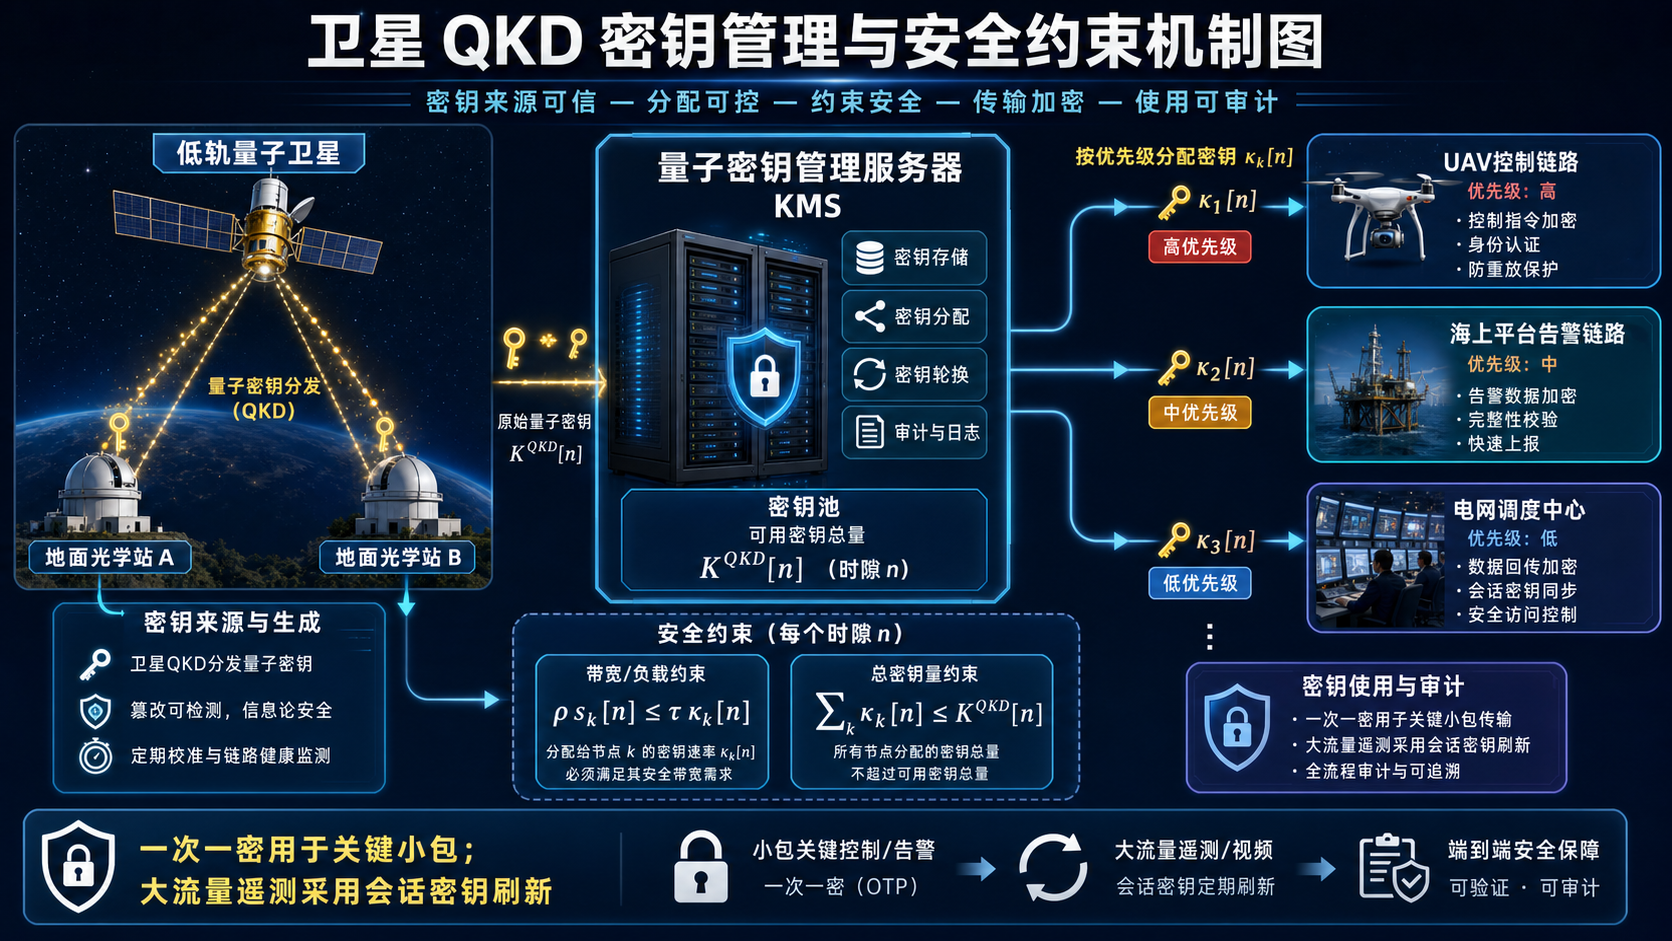 卫星 QKD 密钥管理与安全约束机制图
密钥来源可信 — 分配可控 — 约束安全 — 传输加密 — 使用可审计
低轨量子卫星
量子密钥分发
（QKD）
地面光学站 A
地面光学站 B
原始量子密钥
K^{QKD}[n]
量子密钥管理服务器
KMS
密钥存储
密钥分配
密钥轮换
审计与日志
密钥池
可用密钥总量
K^{QKD}[n] （时隙 n）
按优先级分配密钥 κ_k[n]
κ_1[n]
高优先级
κ_2[n]
中优先级
κ_3[n]
低优先级
⋮
UAV控制链路
优先级：高
· 控制指令加密
· 身份认证
· 防重放保护
海上平台告警链路
优先级：中
· 告警数据加密
· 完整性校验
· 快速上报
电网调度中心
优先级：低
· 数据回传加密
· 会话密钥同步
· 安全访问控制
密钥来源与生成
卫星QKD分发量子密钥
篡改可检测，信息论安全
定期校准与链路健康监测
安全约束（每个时隙 n）
带宽/负载约束
ρ s_k[n] ≤ τ κ_k[n]
分配给节点 k 的密钥速率 κ_k[n]
必须满足其安全带宽需求
总密钥量约束
∑_k κ_k[n] ≤ K^{QKD}[n]
所有节点分配的密钥总量
不超过可用密钥总量
密钥使用与审计
· 一次一密用于关键小包传输
· 大流量遥测采用会话密钥刷新
· 全流程审计与可追溯
一次一密用于关键小包；
大流量遥测采用会话密钥刷新
小包关键控制/告警
一次一密（OTP）
大流量遥测/视频
会话密钥定期刷新
端到端安全保障
可验证 · 可审计